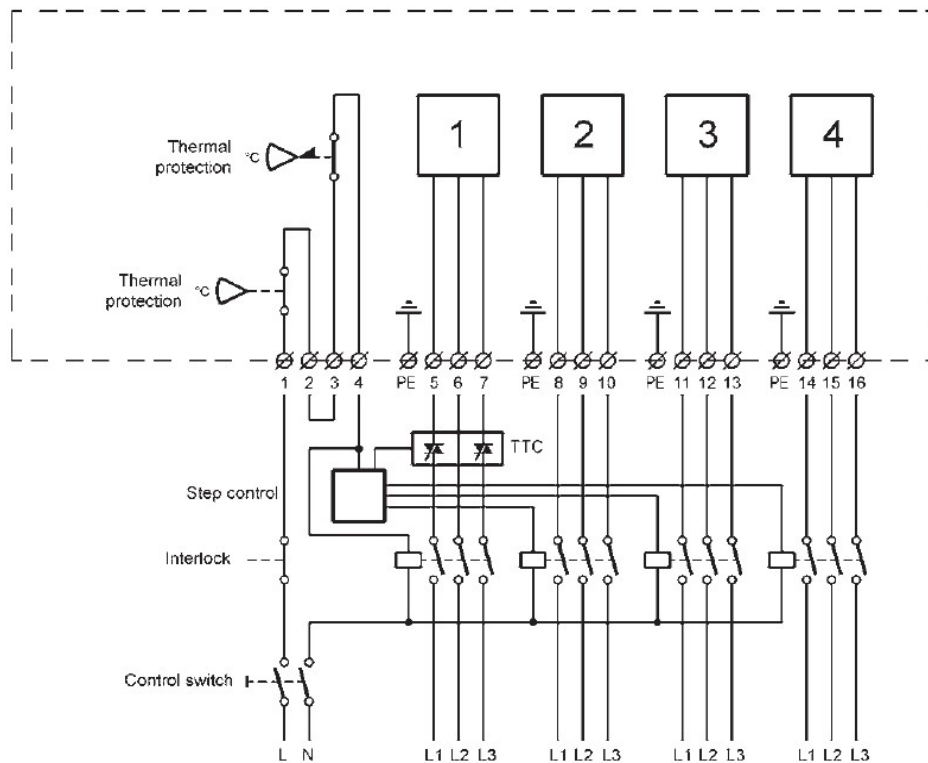 1 2 3 4
Thermal
protection
°C
Thermal
protection
°C
1 2 3 4 PE 5 6 7 PE 8 9 10 PE 11 12 13 PE 14 15 16
TTC
Step control
Interlock
Control switch
L N L1 L2 L3 L1 L2 L3 L1 L2 L3 L1 L2 L3